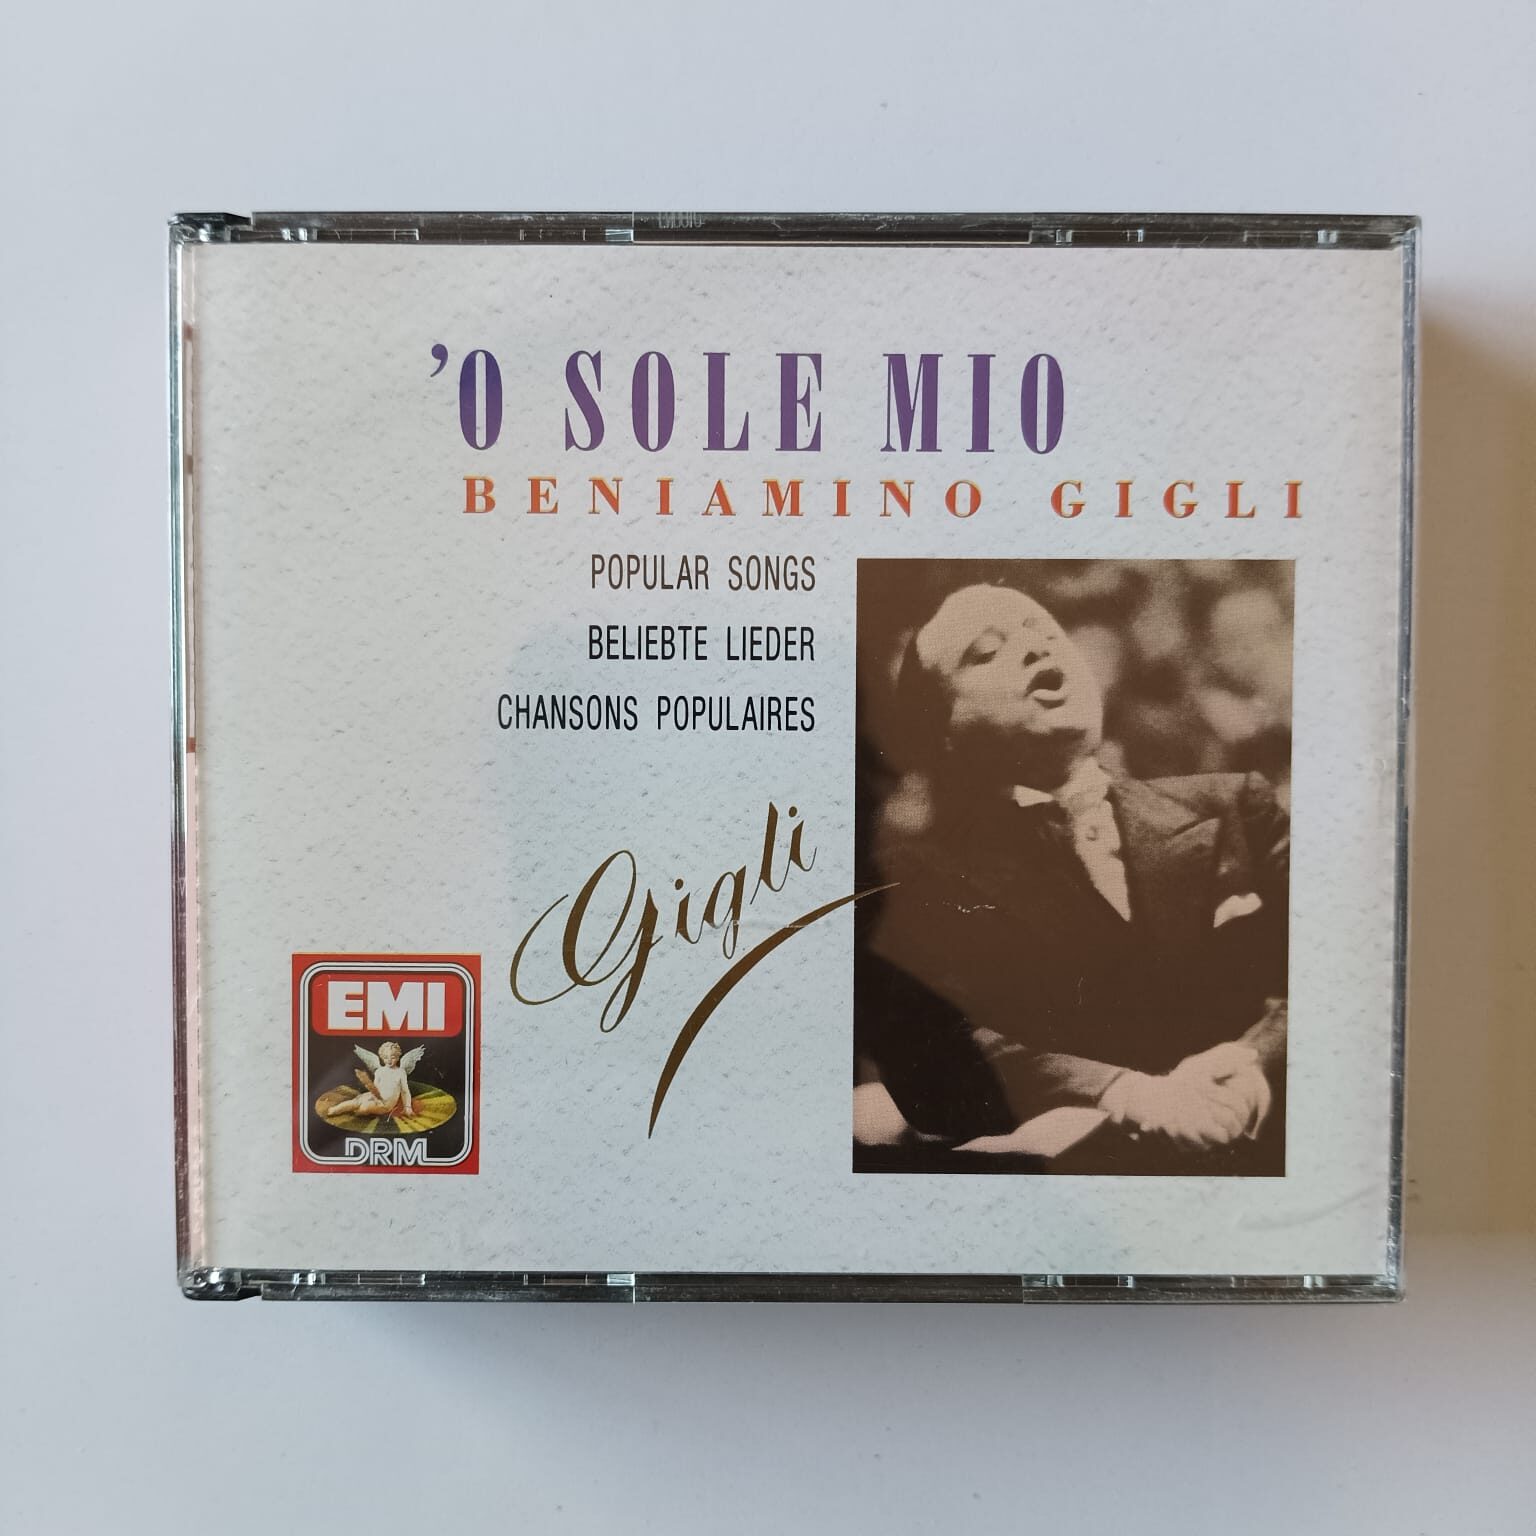 'O SOLE MIO
BENIAMINO GIGLI
POPULAR SONGS
BELIEBTE LIEDER
CHANSONS POPULAIRES
Gigli
EMI
DRM